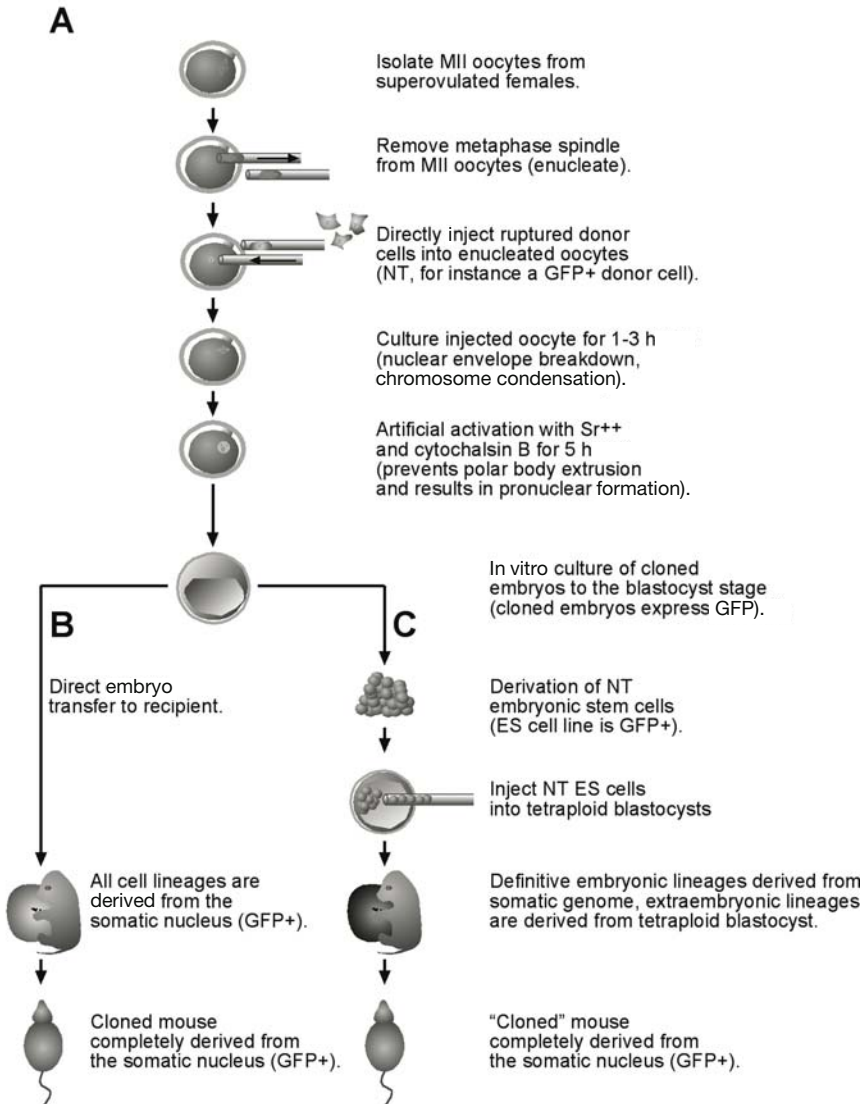 A
Isolate MII oocytes from
superovulated females.
Remove metaphase spindle
from MII oocytes (enucleate).
Directly inject ruptured donor
cells into enucleated oocytes
(NT, for instance a GFP+ donor cell).
Culture injected oocyte for 1-3 h
(nuclear envelope breakdown,
chromosome condensation).
Artificial activation with Sr++
and cytochalsin B for 5 h
(prevents polar body extrusion
and results in pronuclear formation).
In vitro culture of cloned
embryos to the blastocyst stage
(cloned embryos express GFP).
B
Direct embryo
transfer to recipient.
All cell lineages are
derived from the
somatic nucleus (GFP+).
Cloned mouse
completely derived from
the somatic nucleus (GFP+).
C
Derivation of NT
embryonic stem cells
(ES cell line is GFP+).
Inject NT ES cells
into tetraploid blastocysts
Definitive embryonic lineages derived from
somatic genome, extraembryonic lineages
are derived from tetraploid blastocyst.
"Cloned" mouse
completely derived from
the somatic nucleus (GFP+).